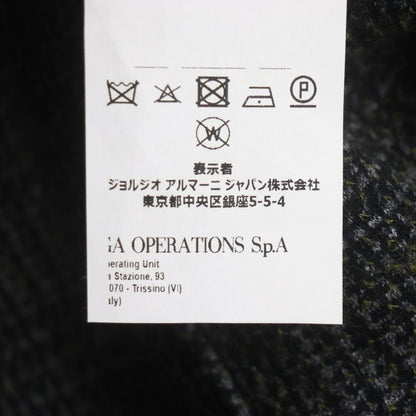 P
W
表示者
ジョルジオ アルマーニ ジャパン株式会社
東京都中央区銀座5-5-4
GA OPERATIONS S.p.A
perating Unit
a Stazione, 93
070 - Trissino (VI)
taly)